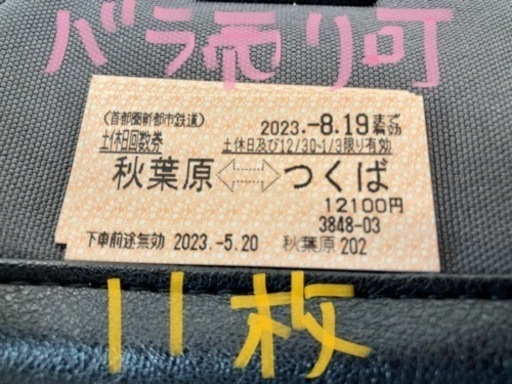 バラ売り可
(首都圏新都市鉄道) 2023.-8.19まで有効
土休日回数券 土休日及び12/30~1/3限り有効
秋葉原⇔つくば
12100円
3848-03
下車前途無効 2023.-5.20 秋葉原202
11枚